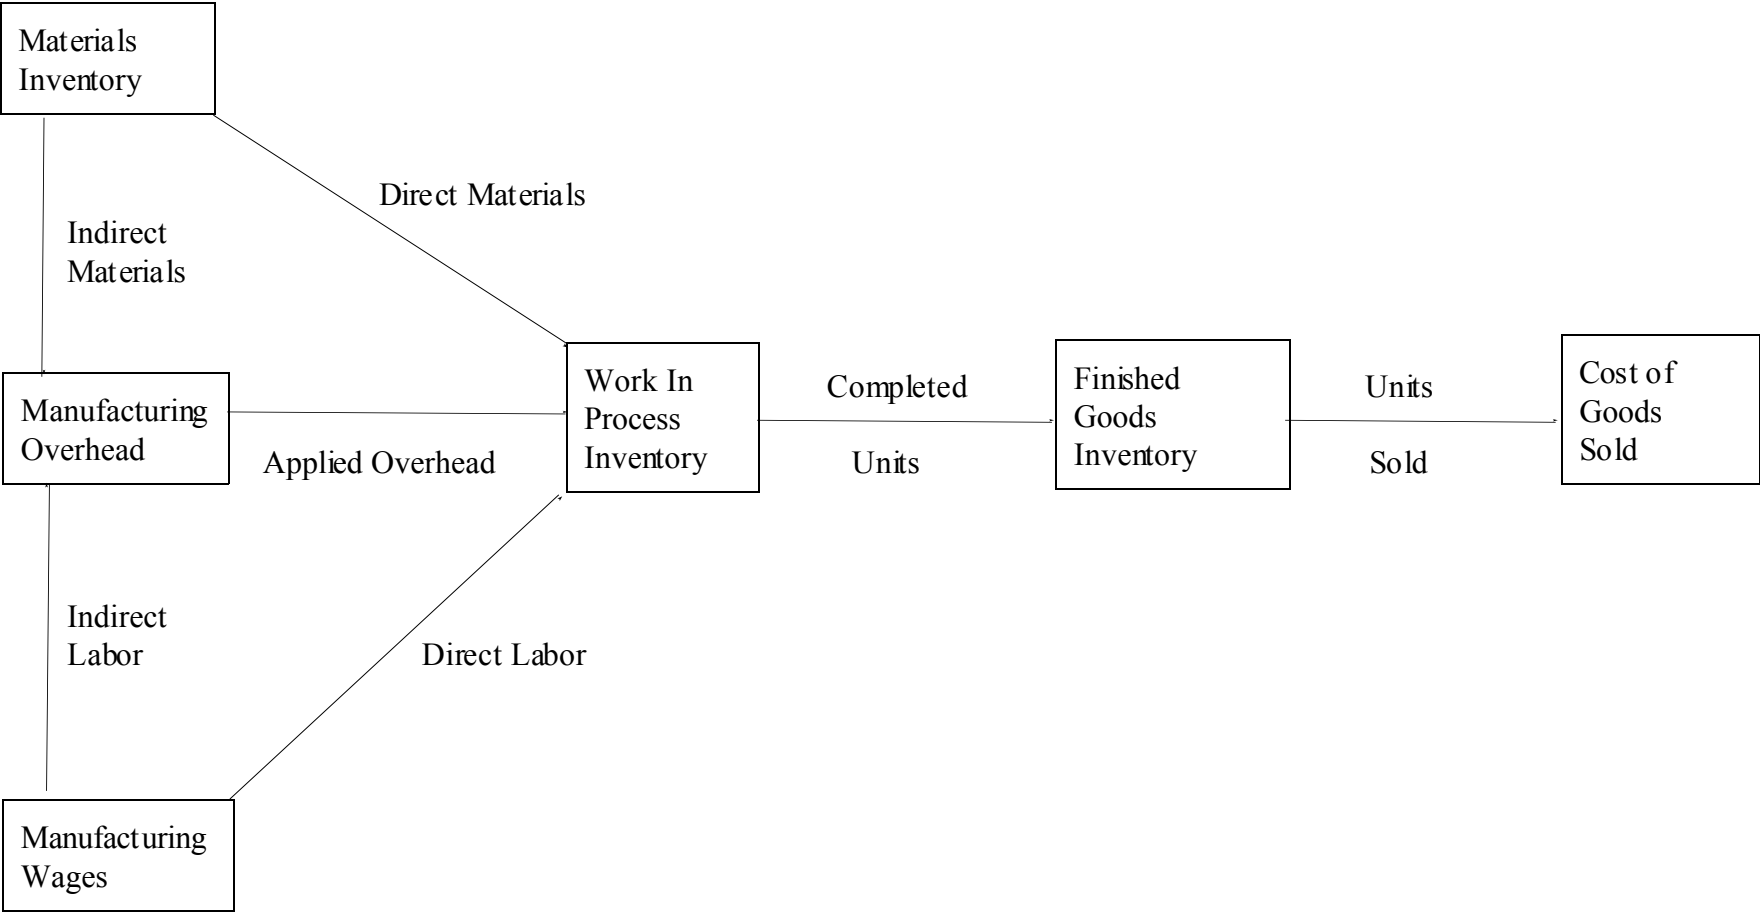 Materials
Inventory
Direct Materials
Indirect
Materials
Manufacturing
Overhead
Applied Overhead
Work In
Process
Inventory
Completed
Units
Finished
Goods
Inventory
Units
Sold
Cost of
Goods
Sold
Indirect
Labor
Direct Labor
Manufacturing
Wages